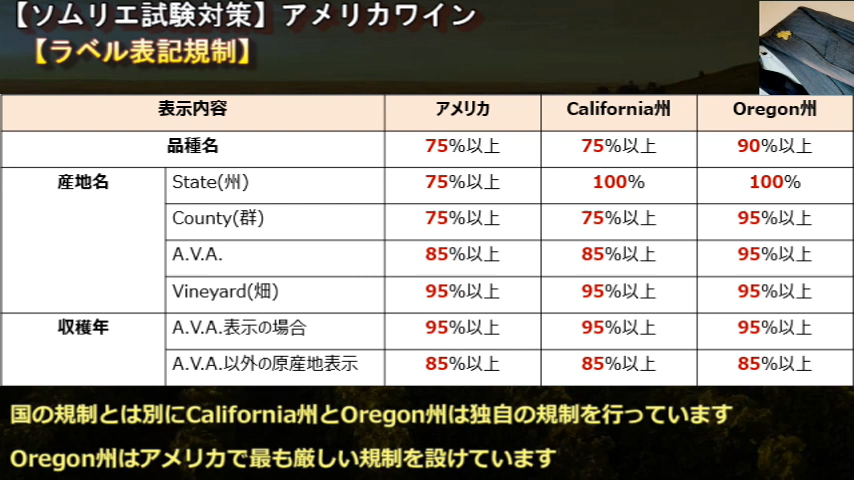 【ソムリエ試験対策】アメリカワイン
【ラベル表記規制】
表示内容 アメリカ California州 Oregon州
品種名 75%以上 75%以上 90%以上
産地名 State(州) 75%以上 100% 100%
County(群) 75%以上 75%以上 95%以上
A.V.A. 85%以上 85%以上 95%以上
Vineyard(畑) 95%以上 95%以上 95%以上
収穫年 A.V.A.表示の場合 95%以上 95%以上 95%以上
A.V.A.以外の原産地表示 85%以上 85%以上 85%以上
国の規制とは別にCalifornia州とOregon州は独自の規制を行っています
Oregon州はアメリカで最も厳しい規制を設けています